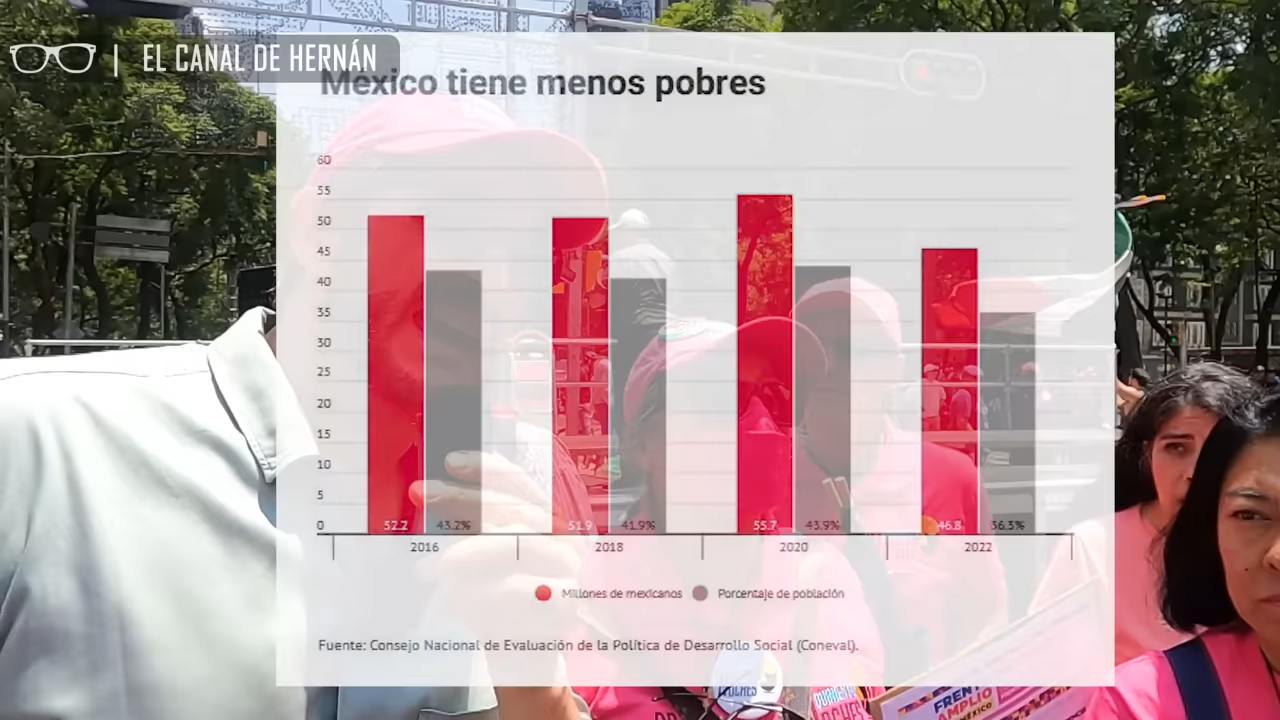 | EL CANAL DE HERNÁN
México tiene menos pobres
60
55
50
45
40
35
30
25
20
15
10
5
0
52.2 43.2% 51.9 41.9% 55.7 43.9% 46.8 36.3%
2016 2018 2020 2022
Millones de mexicanos Porcentaje de población
Fuente: Consejo Nacional de Evaluación de la Política de Desarrollo Social (Coneval).
FRENTE
AMPLIO
MÉXICO